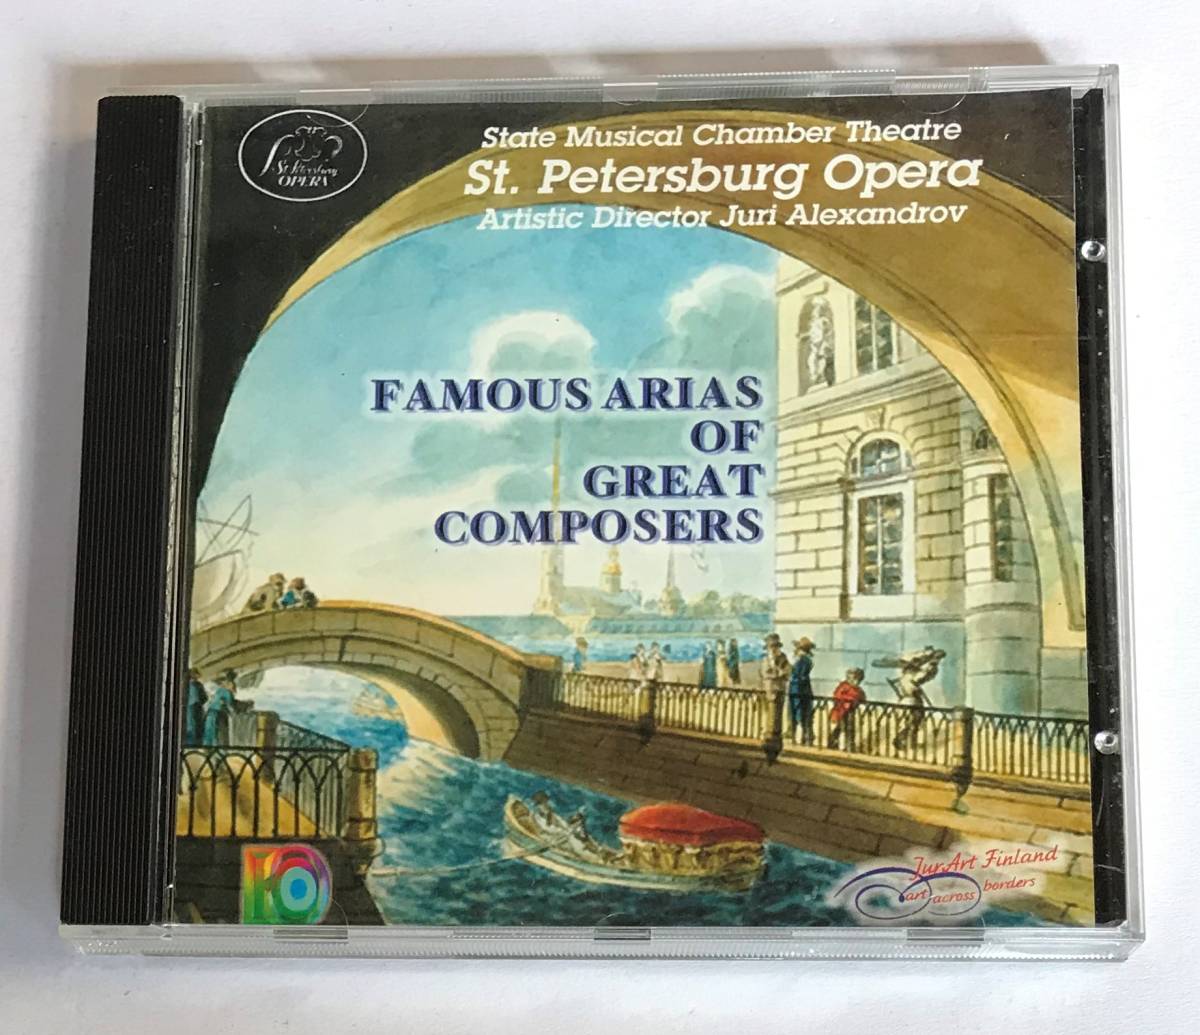 St. Petersburg
OPERA
State Musical Chamber Theatre
St. Petersburg Opera
Artistic Director Juri Alexandrov
FAMOUS ARIAS
OF
GREAT
COMPOSERS
JurArt Finland
art across borders